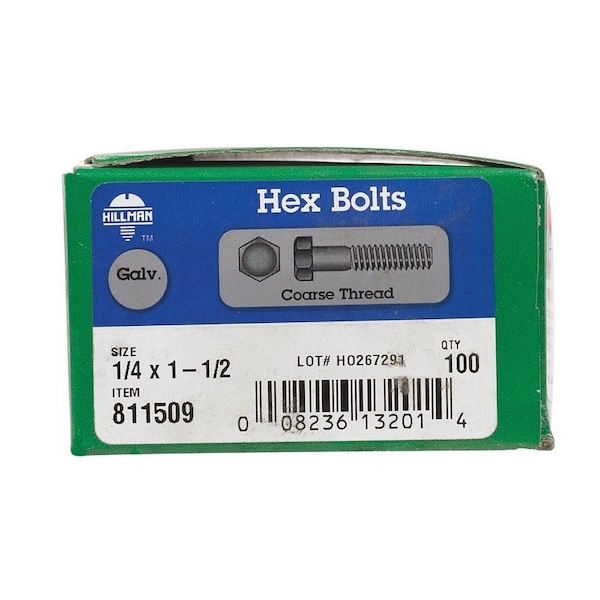 HILLMAN
TM
Hex Bolts
Galv.
Coarse Thread
SIZE
1/4 x 1-1/2
LOT# H0267291
QTY
100
ITEM
811509
0 08236 13201 4